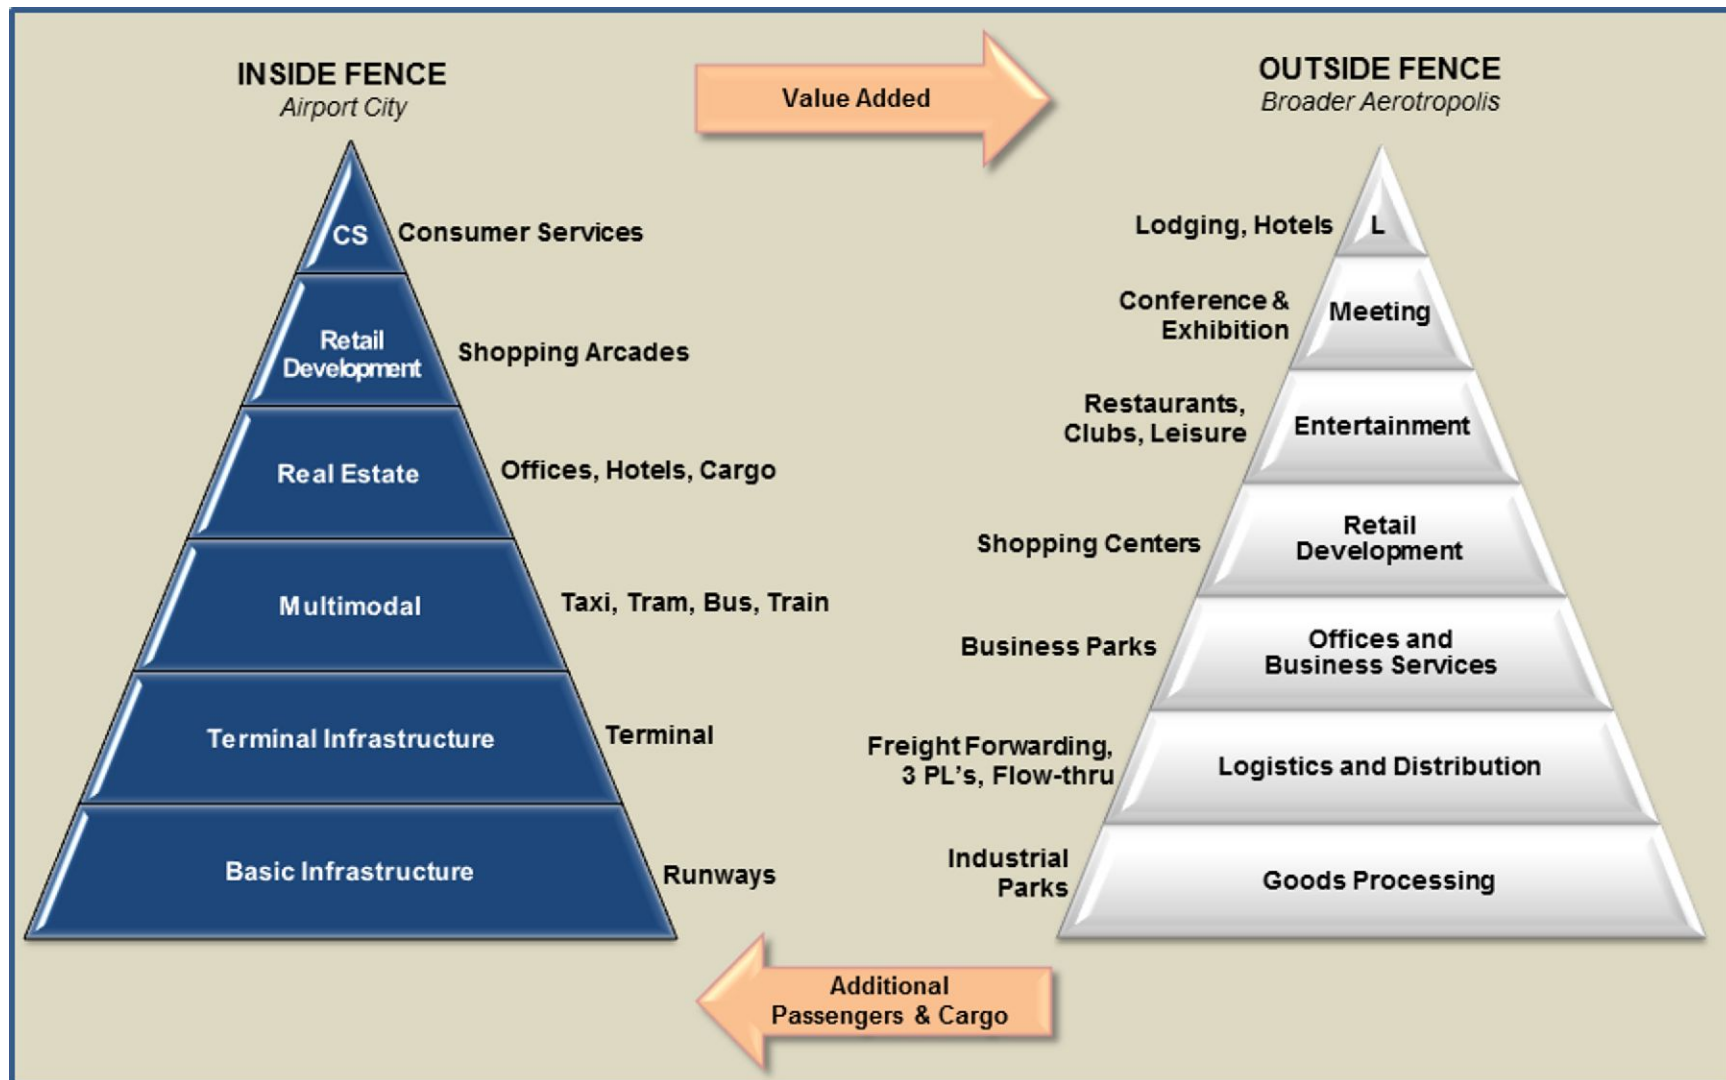 INSIDE FENCE
Airport City
Value Added
OUTSIDE FENCE
Broader Aerotropolis
CS
Consumer Services
Retail
Development
Shopping Arcades
Real Estate
Offices, Hotels, Cargo
Multimodal
Taxi, Tram, Bus, Train
Terminal Infrastructure
Terminal
Basic Infrastructure
Runways
Lodging, Hotels
L
Conference &
Exhibition
Meeting
Restaurants,
Clubs, Leisure
Entertainment
Shopping Centers
Retail
Development
Business Parks
Offices and
Business Services
Freight Forwarding,
3 PL's, Flow-thru
Logistics and Distribution
Industrial
Parks
Goods Processing
Additional
Passengers & Cargo